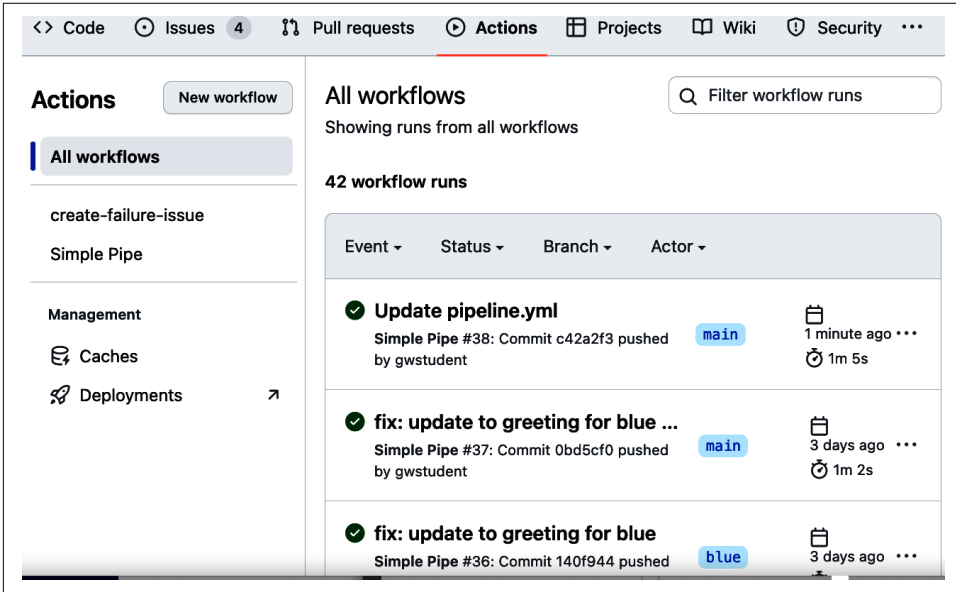 <> Code Issues 4 Pull requests Actions Projects Wiki Security ...
Actions
New workflow
All workflows
create-failure-issue
Simple Pipe
Management
Caches
Deployments
All workflows
Filter workflow runs
Showing runs from all workflows
42 workflow runs
Event Status Branch Actor
Update pipeline.yml
Simple Pipe #38: Commit c42a2f3 pushed
by gwstudent
main
1 minute ago ...
1m 5s
fix: update to greeting for blue ...
Simple Pipe #37: Commit 0bd5cf0 pushed
by gwstudent
main
3 days ago ...
1m 2s
fix: update to greeting for blue
Simple Pipe #36: Commit 140f944 pushed
blue
3 days ago ...